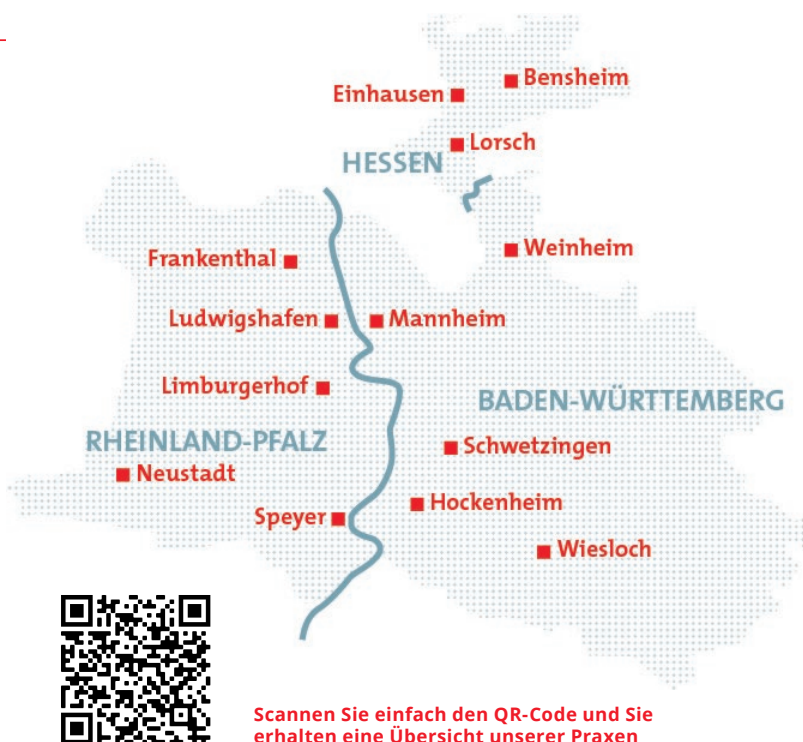 Bensheim
Einhausen
Lorsch
HESSEN
Weinheim
Frankenthal
Ludwigshafen
Mannheim
Limburgerhof
BADEN-WÜRTTEMBERG
RHEINLAND-PFALZ
Schwetzingen
Neustadt
Hockenheim
Speyer
Wiesloch
Scannen Sie einfach den QR-Code und Sie
erhalten eine Übersicht unserer Praxen